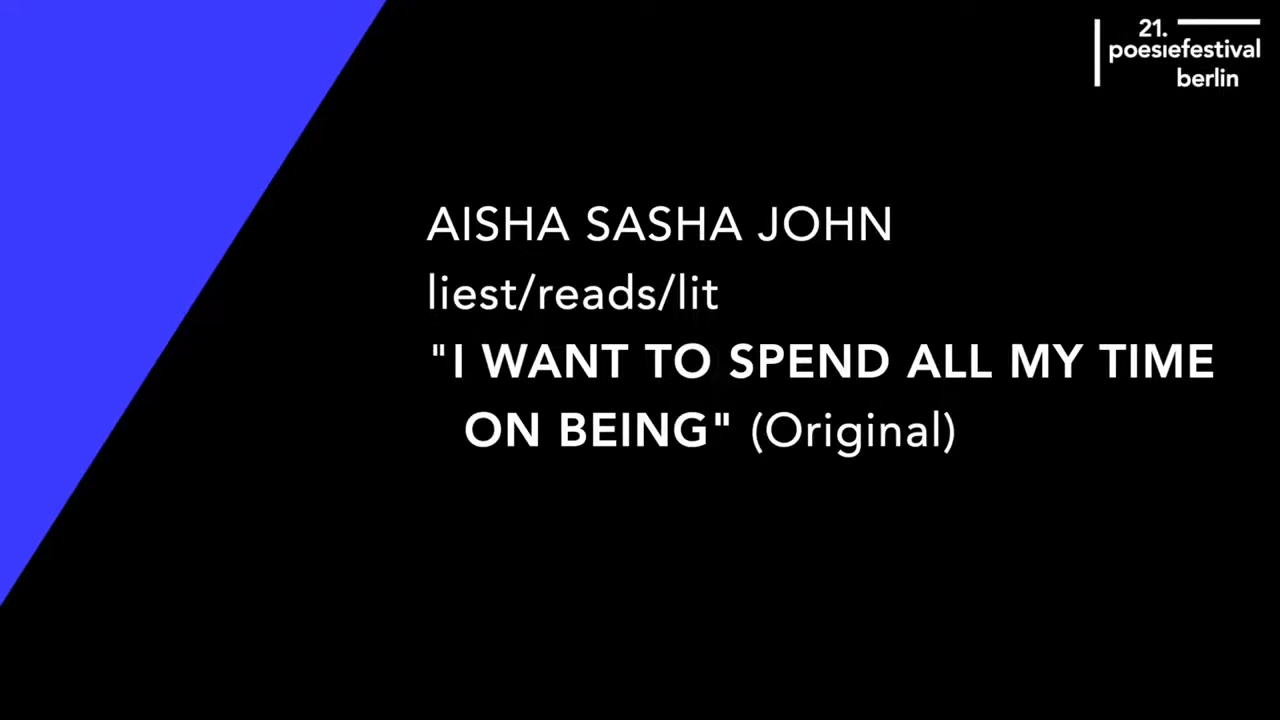 21.
poesiefestival
berlin
AISHA SASHA JOHN
liest/reads/lit
"I WANT TO SPEND ALL MY TIME
ON BEING" (Original)